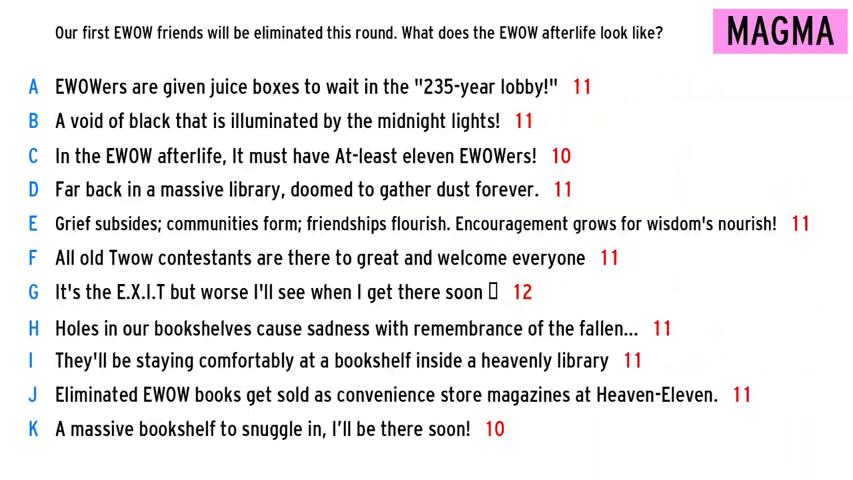 Our first EWOW friends will be eliminated this round. What does the EWOW afterlife look like?
MAGMA
A EWOWers are given juice boxes to wait in the "235-year lobby!" 11
B A void of black that is illuminated by the midnight lights! 11
C In the EWOW afterlife, It must have At-least eleven EWOWers! 10
D Far back in a massive library, doomed to gather dust forever. 11
E Grief subsides; communities form; friendships flourish. Encouragement grows for wisdom's nourish! 11
F All old Twow contestants are there to great and welcome everyone 11
G It's the E.X.I.T but worse I'll see when I get there soon ▯ 12
H Holes in our bookshelves cause sadness with remembrance of the fallen... 11
I They'll be staying comfortably at a bookshelf inside a heavenly library 11
J Eliminated EWOW books get sold as convenience store magazines at Heaven-Eleven. 11
K A massive bookshelf to snuggle in, I’ll be there soon! 10